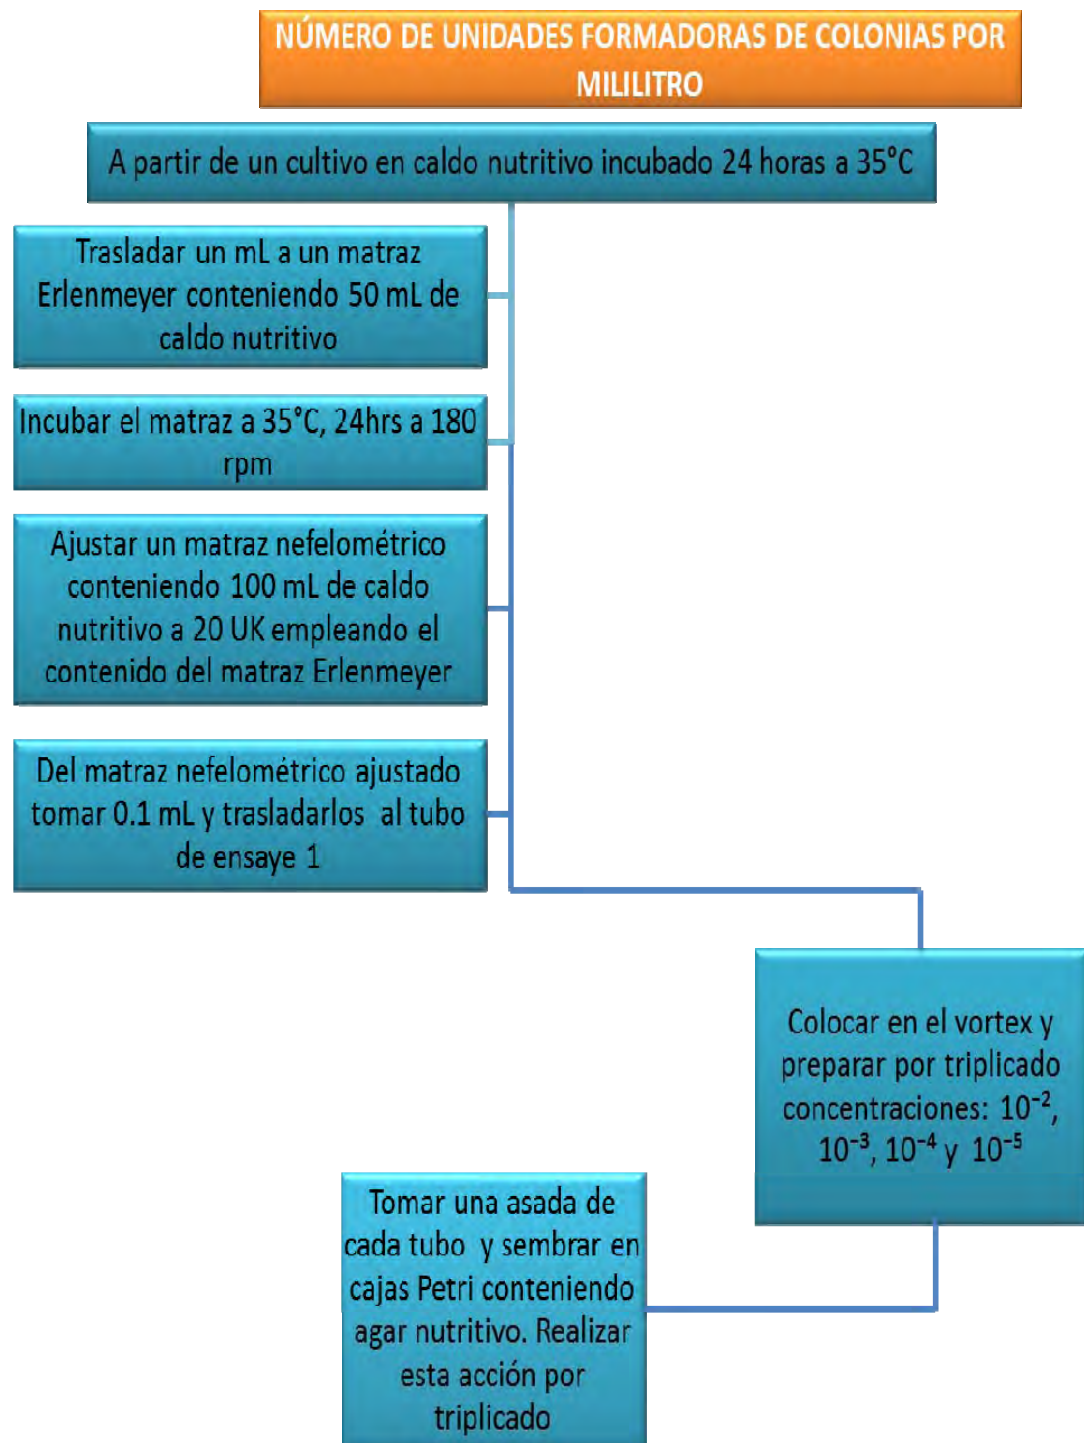 NÚMERO DE UNIDADES FORMADORAS DE COLONIAS POR
MILILITRO
A partir de un cultivo en caldo nutritivo incubado 24 horas a 35°C
Trasladar un mL a un matraz
Erlenmeyer conteniendo 50 mL de
caldo nutritivo
Incubar el matraz a 35°C, 24hrs a 180
rpm
Ajustar un matraz nefelométrico
conteniendo 100 mL de caldo
nutritivo a 20 UK empleando el
contenido del matraz Erlenmeyer
Del matraz nefelométrico ajustado
tomar 0.1 mL y trasladarlos al tubo
de ensaye 1
Colocar en el vortex y
preparar por triplicado
concentraciones: 10⁻²,
10⁻³, 10⁻⁴ y 10⁻⁵
Tomar una asada de
cada tubo y sembrar en
cajas Petri conteniendo
agar nutritivo. Realizar
esta acción por
triplicado